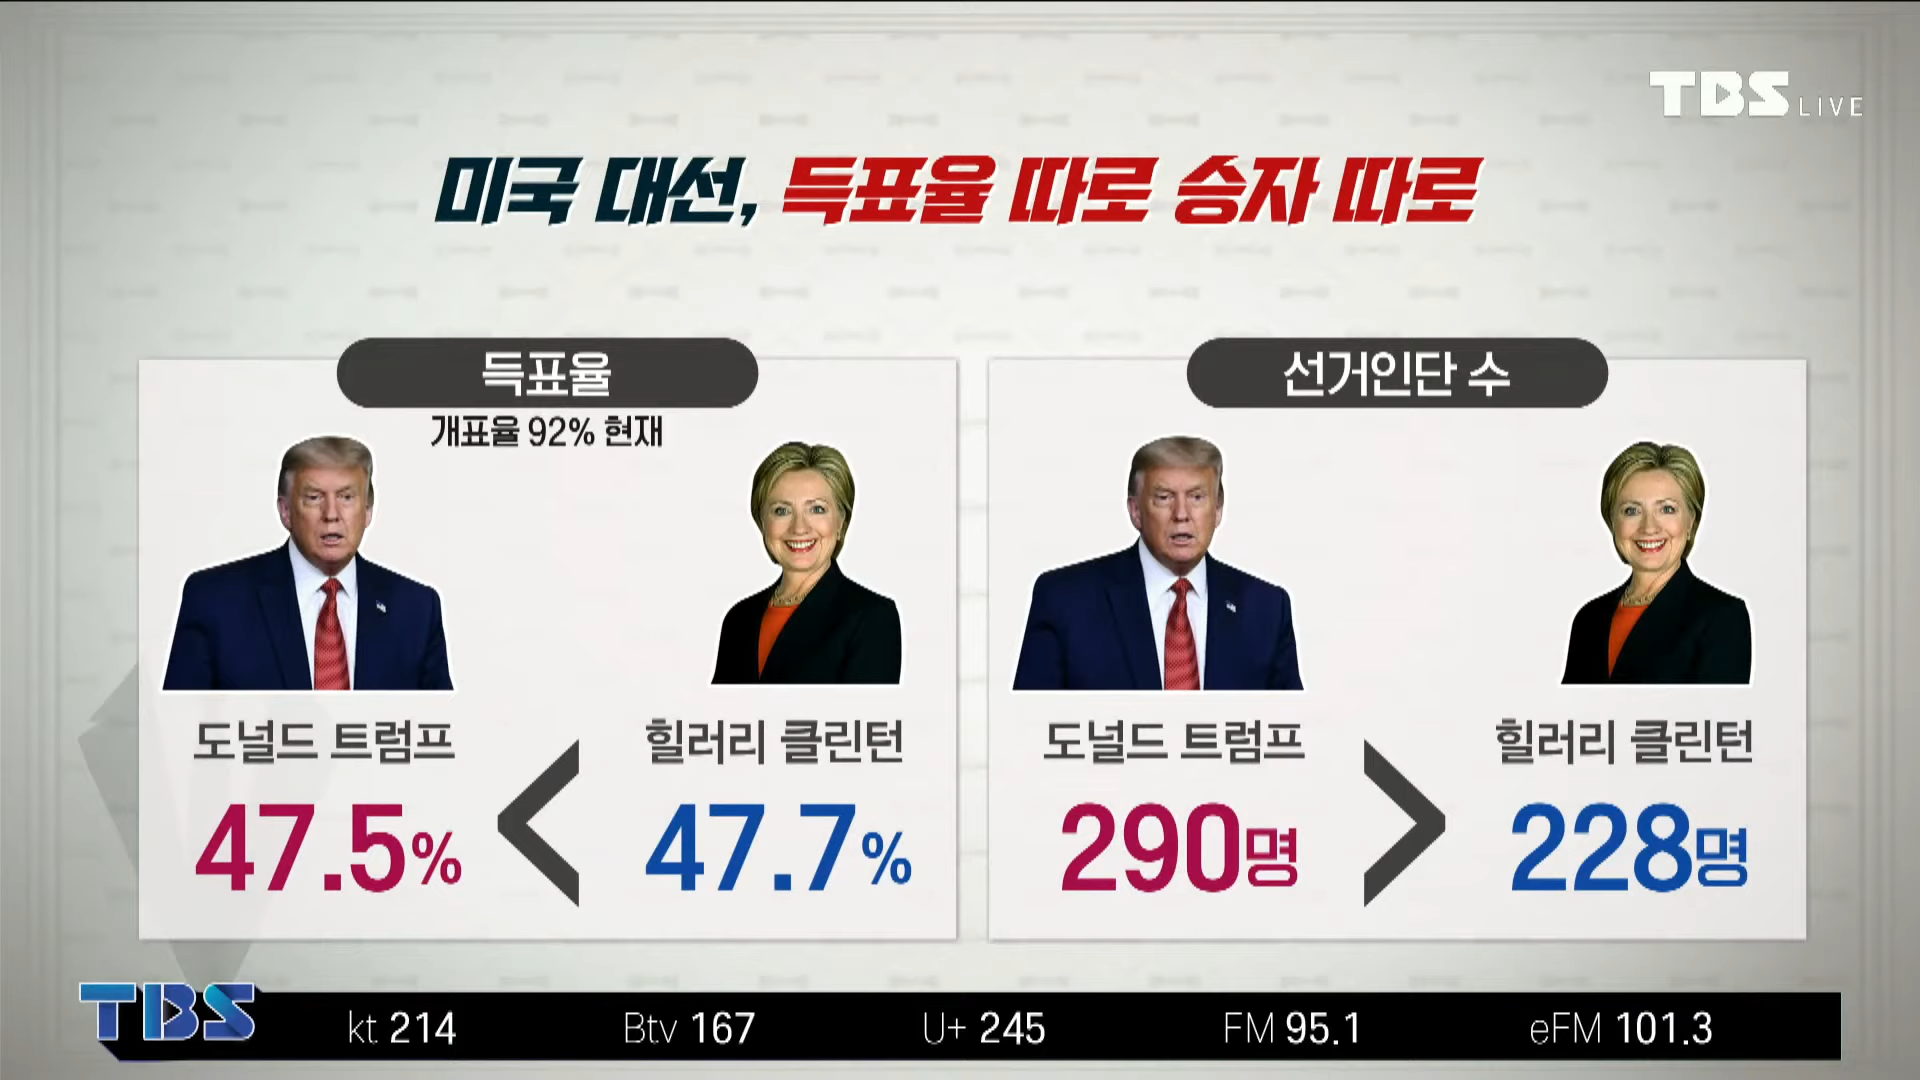 TBS LIVE
미국 대선, 득표율 따로 승자 따로
득표율
개표율 92% 현재
도널드 트럼프
힐러리 클린턴
47.5%
<
47.7%
선거인단 수
도널드 트럼프
힐러리 클린턴
290명
>
228명
TBS
kt 214
Btv 167
U+ 245
FM 95.1
eFM 101.3